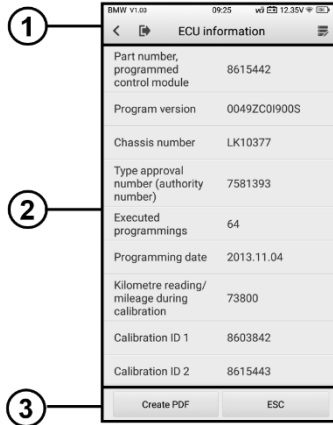 BMW V1.03 09:25 vci 12.35V
ECU information
1
Part number,
programmed
control module
8615442
Program version 0049ZC0I900S
Chassis number LK10377
2
Type approval
number (authority
number)
7581393
Executed
programmings
64
Programming date 2013.11.04
Kilometre reading/
mileage during
calibration
73800
Calibration ID 1 8603842
Calibration ID 2 8615443
3
Create PDF ESC